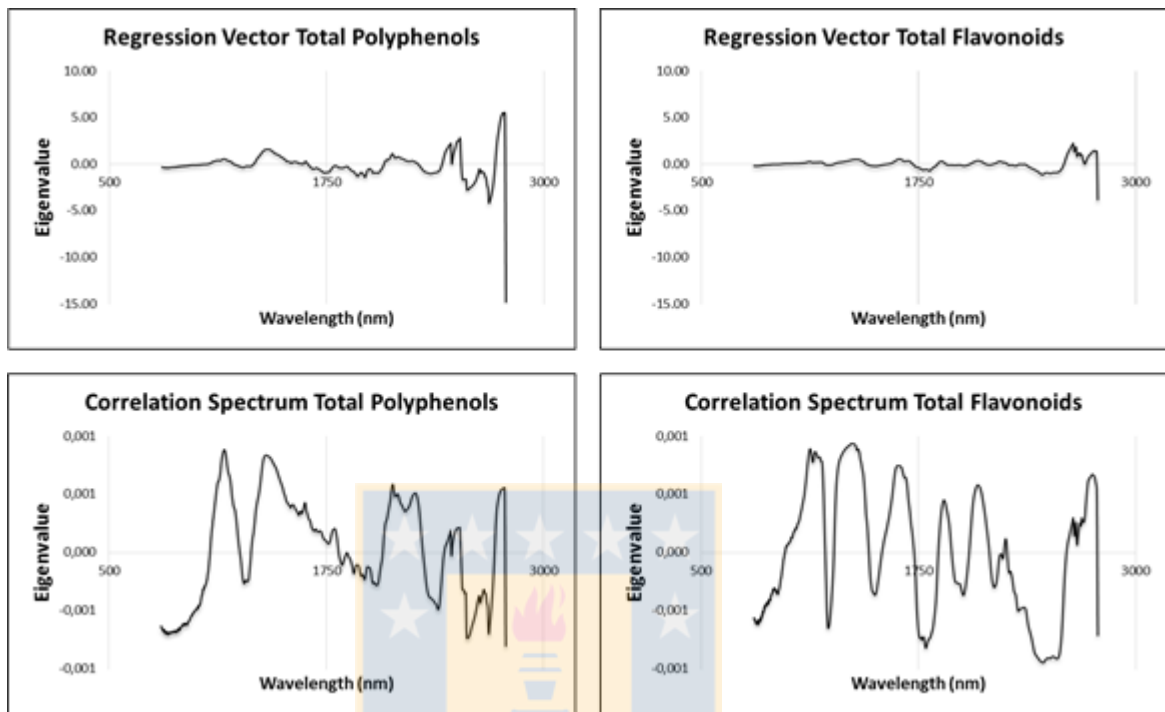 Regression Vector Total Polyphenols
10.00
5.00
0.00
-5.00
-10.00
-15.00
500
1750
3000
Eigenvalue
Wavelength (nm)
Regression Vector Total Flavonoids
10.00
5.00
0.00
-5.00
-10.00
-15.00
500
1750
3000
Eigenvalue
Wavelength (nm)
Correlation Spectrum Total Polyphenols
0,001
0,001
0,000
-0,001
-0,001
500
1750
3000
Eigenvalue
Wavelength (nm)
Correlation Spectrum Total Flavonoids
0,001
0,001
0,000
-0,001
-0,001
500
1750
3000
Eigenvalue
Wavelength (nm)